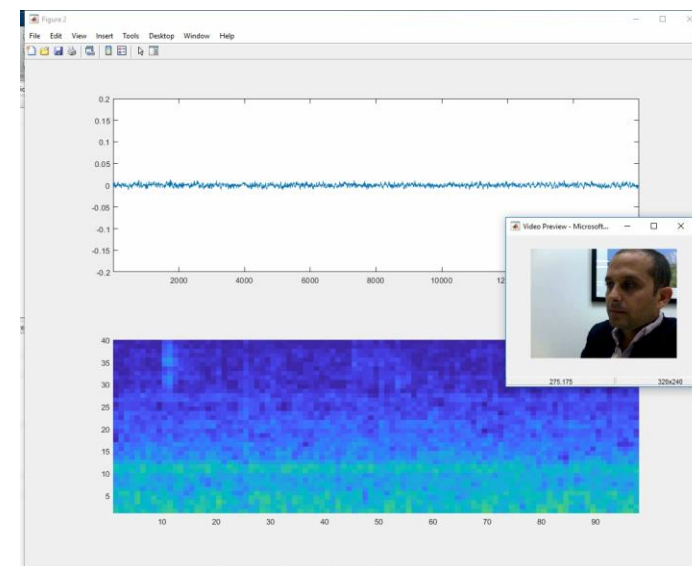 Figure 2
File Edit View Insert Tools Desktop Window Help
0.2
0.15
0.1
0.05
0
-0.05
-0.1
-0.15
-0.2
2000 4000 6000 8000 10000 12
Video Preview - Microsoft...
275.175 320x240
40
35
30
25
20
15
10
5
10 20 30 40 50 60 70 80 90